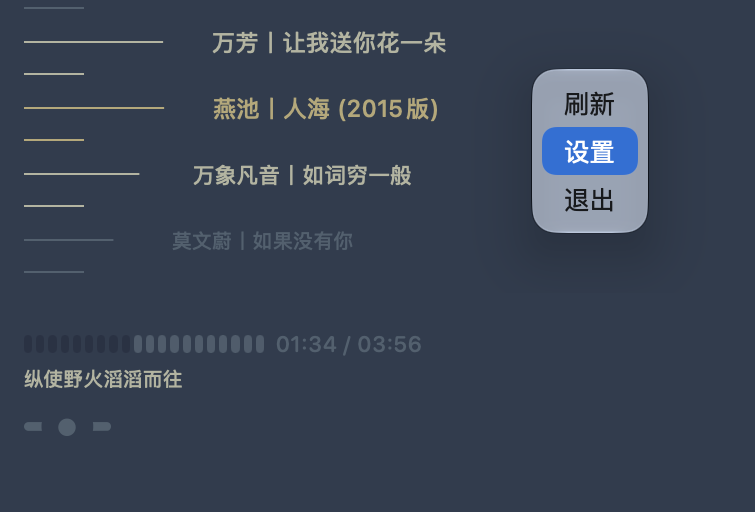 万芳丨让我送你花一朵
燕池丨人海 (2015版)
万象凡音丨如词穷一般
莫文蔚丨如果没有你
刷新
设置
退出
01:34 / 03:56
纵使野火滔滔而往